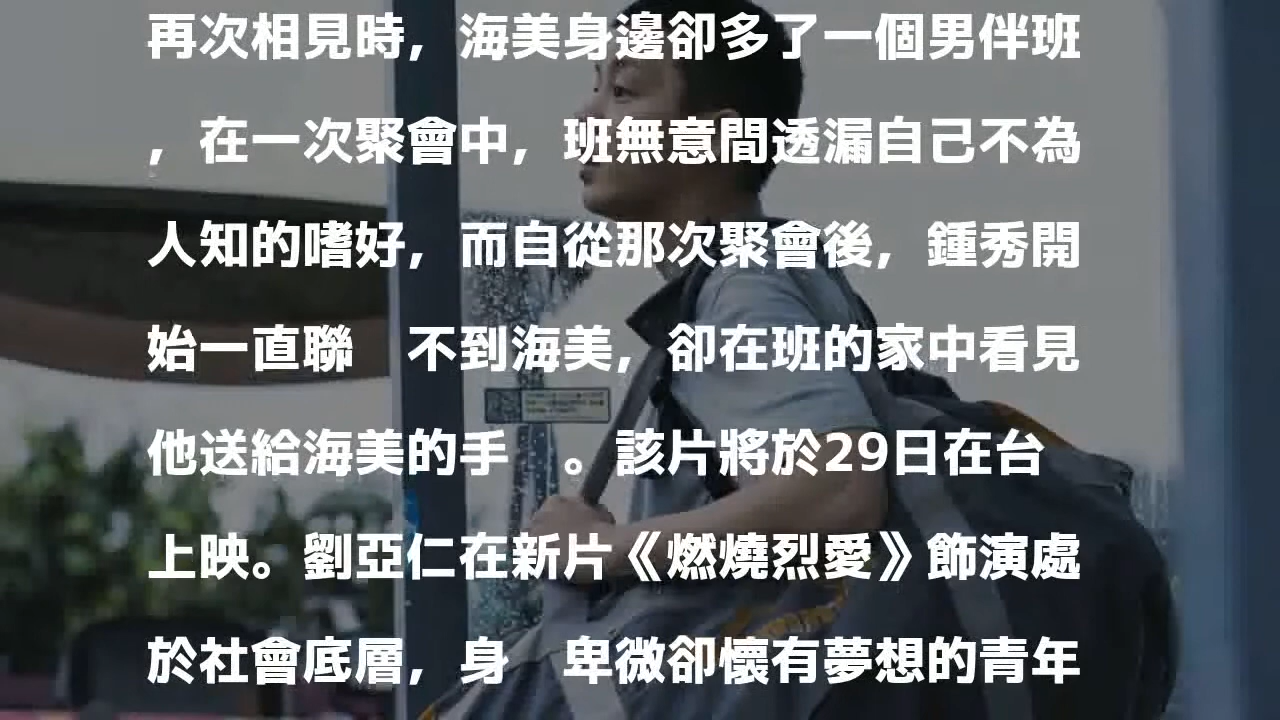 再次相見時，海美身邊卻多了一個男伴班
，在一次聚會中，班無意間透漏自己不為
人知的嗜好，而自從那次聚會後，鍾秀開
始一直聯　不到海美，卻在班的家中看見
他送給海美的手　。該片將於29日在台
上映。劉亞仁在新片《燃燒烈愛》飾演處
於社會底層，身　卑微卻懷有夢想的青年